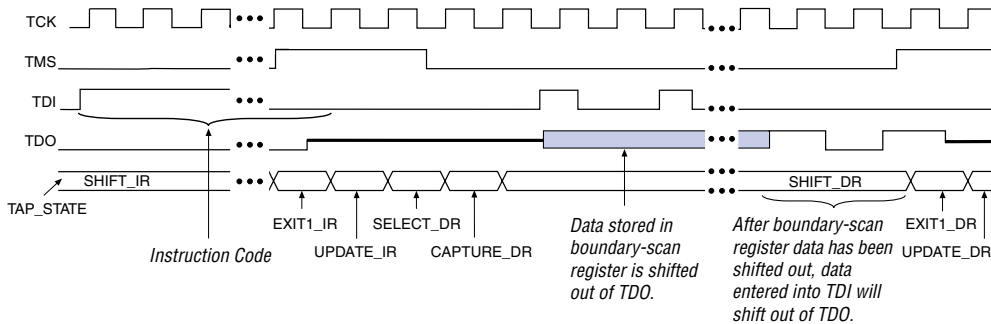 TCK
TMS
TDI
TDO
SHIFT_IR
SHIFT_DR
TAP_STATE
EXIT1_IR
SELECT_DR
EXIT1_DR
UPDATE_IR
CAPTURE_DR
UPDATE_DR
Instruction Code
Data stored in
boundary-scan
register is shifted
out of TDO.
After boundary-scan
register data has been
shifted out, data
entered into TDI will
shift out of TDO.